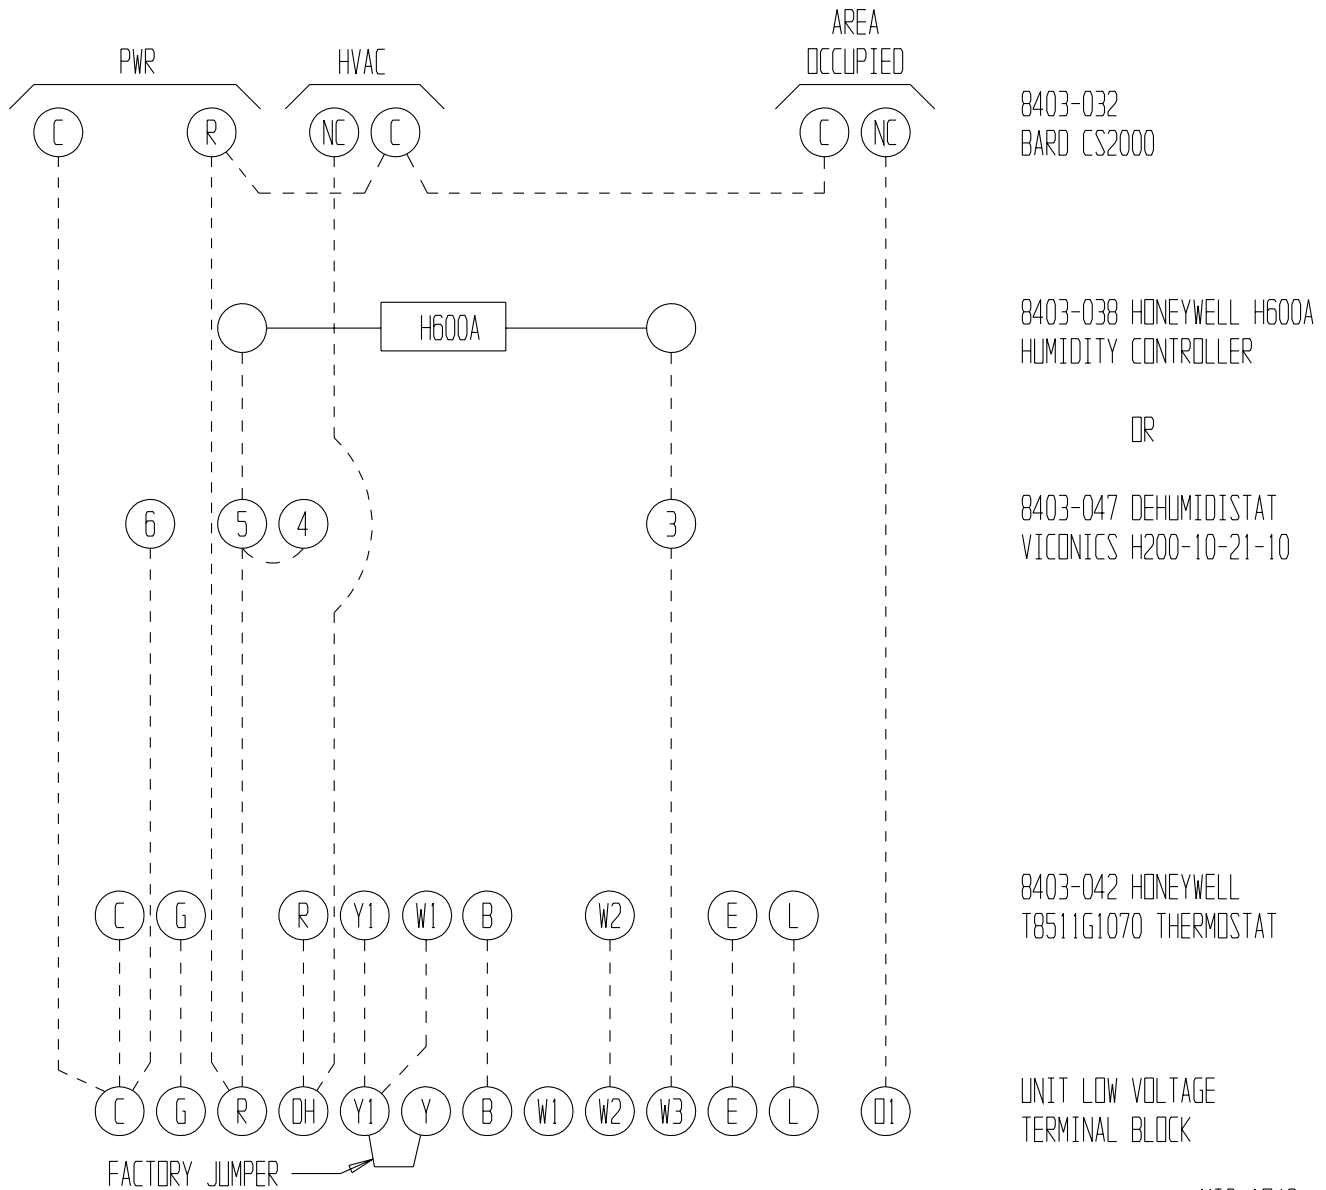 AREA
PWR HVAC OCCUPIED
C R NC C C NC
8403-032
BARD CS2000
H600A
8403-038 HONEYWELL H600A
HUMIDITY CONTROLLER
OR
6 5 4 3
8403-047 DEHUMIDISTAT
VICONICS H200-10-21-10
C G R Y1 W1 B W2 E L
8403-042 HONEYWELL
T8511G1070 THERMOSTAT
C G R OH Y1 Y B W1 W2 W3 E L O1
UNIT LOW VOLTAGE
TERMINAL BLOCK
FACTORY JUMPER